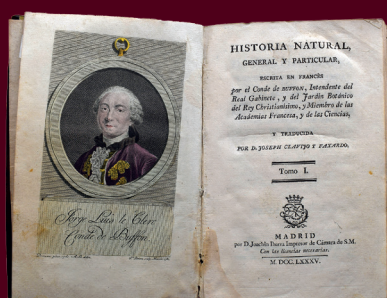 Jorge Luis le Clerc
Conde de Buffon.
HISTORIA NATURAL,
GENERAL Y PARTICULAR,
ESCRITA EN FRANCÉS
por el Conde de BUFFON, Intendente del
Real Gabinete, y del Jardin Botánico
del Rey Christianísimo, y Miembro de las
Academias Francesa, y de las Ciencias,
Y TRADUCIDA
POR D. JOSEPH CLAVIJO Y FAXARDO.
Tomo I.
MADRID
por D. Joachîn Ibarra Impresor de Cámara de S.M.
Con las licencias necesarias.
M. DCC. LXXXV.